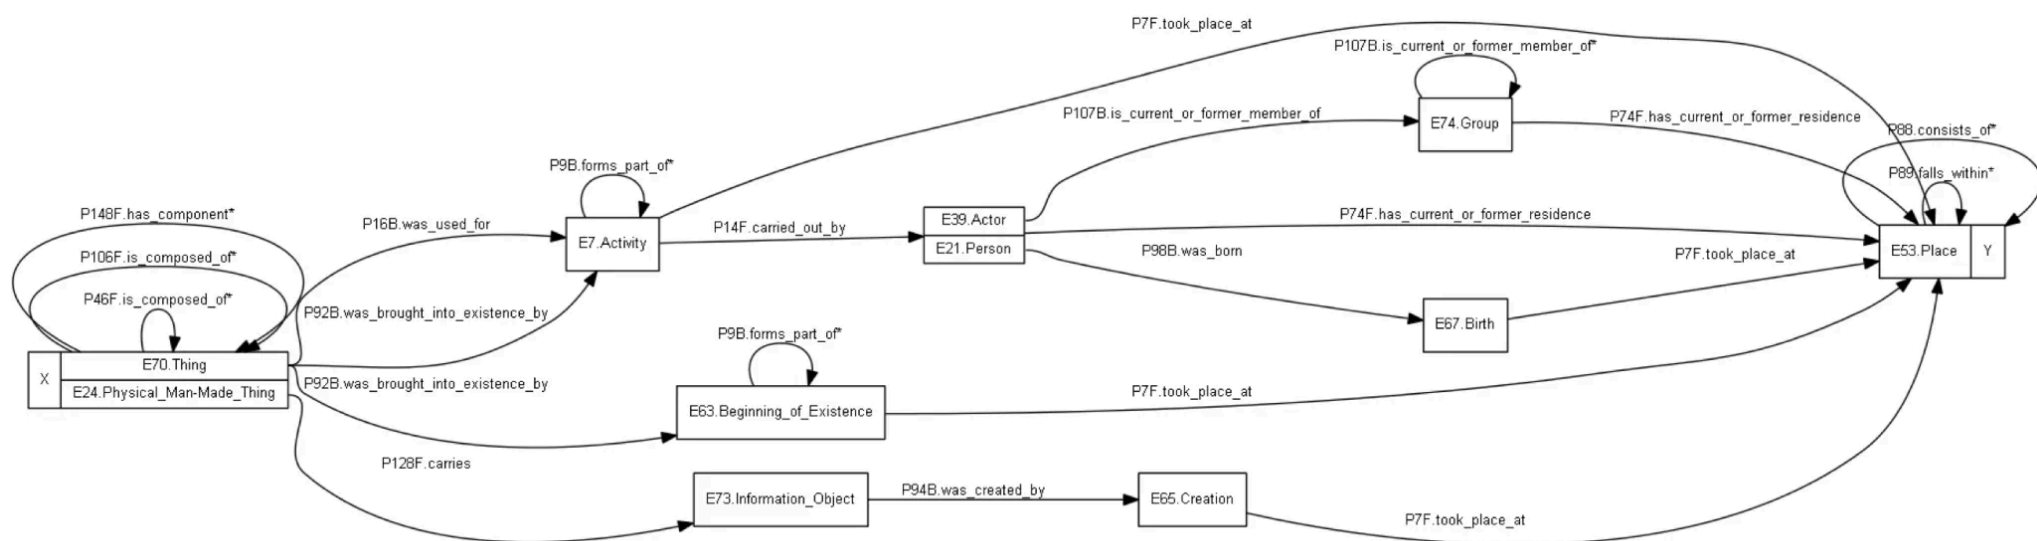 P7F.took_place_at
P107B.is_current_or_former_member_of*
P107B.is_current_or_former_member_of
E74.Group
P74F.has_current_or_former_residence
P88.consists_of*
P9B.forms_part_of*
P89.falls_within*
P148F.has_component*
P16B.was_used_for
E7.Activity
P14F.carried_out_by
E39.Actor
P74F.has_current_or_former_residence
E21.Person
P98B.was_born
P7F.took_place_at
E53.Place
Y
P106F.is_composed_of*
P46F.is_composed_of*
P92B.was_brought_into_existence_by
E67.Birth
P9B.forms_part_of*
X
E70.Thing
E24.Physical_Man-Made_Thing
P92B.was_brought_into_existence_by
E63.Beginning_of_Existence
P7F.took_place_at
P128F.carries
E73.Information_Object
P94B.was_created_by
E65.Creation
P7F.took_place_at